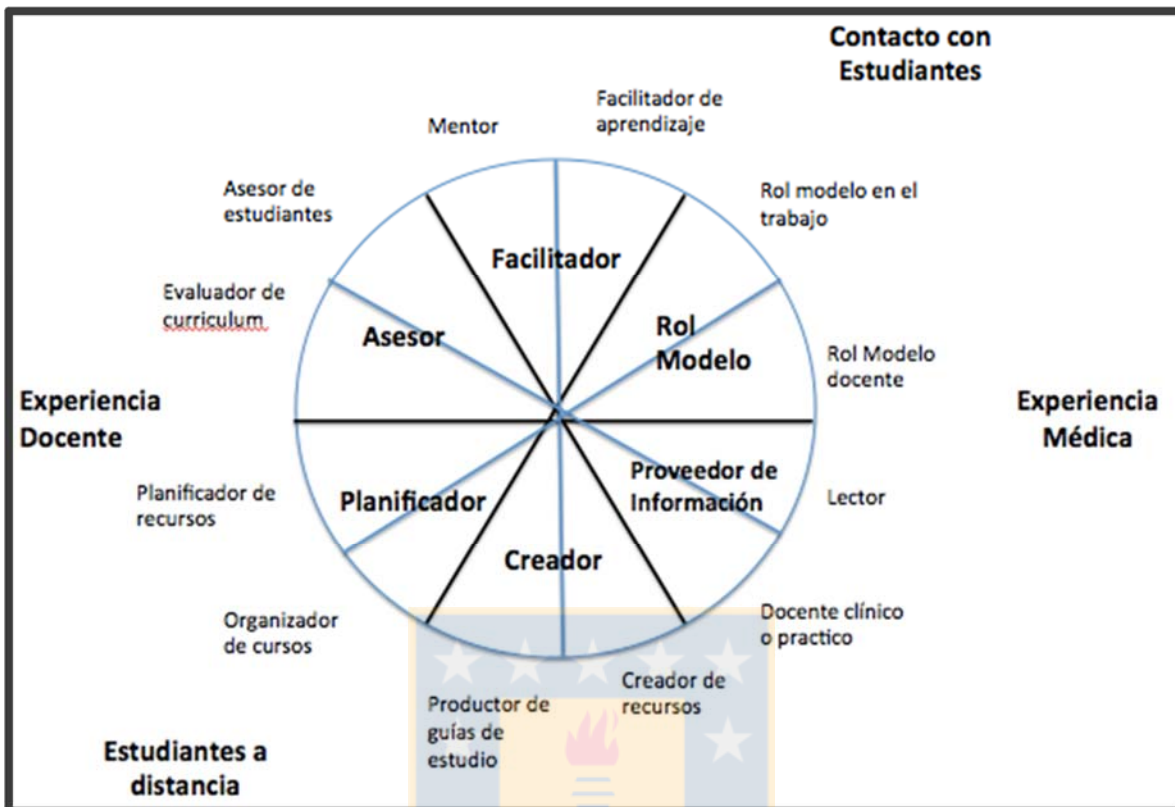 Contacto con
Estudiantes
Mentor
Facilitador de
aprendizaje
Asesor de
estudiantes
Rol modelo en el
trabajo
Facilitador
Evaluador de
curriculum
Asesor
Rol
Modelo
Rol Modelo
docente
Experiencia
Docente
Experiencia
Médica
Planificador de
recursos
Planificador
Proveedor de
Información
Lector
Creador
Organizador
de cursos
Docente clínico
o practico
Productor de
guías de
estudio
Creador de
recursos
Estudiantes a
distancia